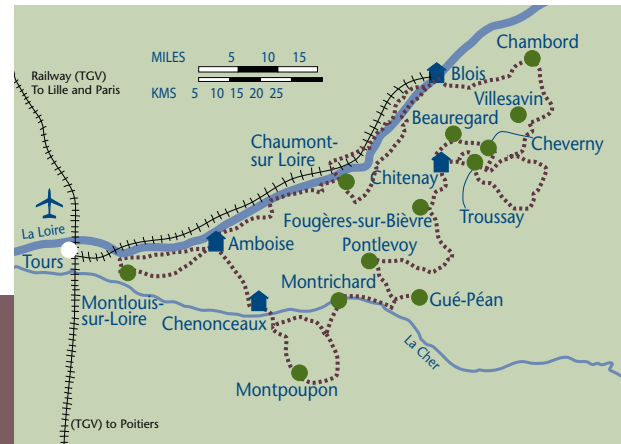 MILES 5 10 15
KMS 5 10 15 20 25
Railway (TGV)
To Lille and Paris
Chambord
Blois
Villesavin
Beauregard
Cheverny
Chaumont-
sur Loire
Chitenay
Troussay
Fougères-sur-Bièvre
La Loire
Amboise
Pontlevoy
Tours
Montrichard
Gué-Péan
Montlouis-
sur-Loire
Chenonceaux
La Cher
Montpoupon
(TGV) to Poitiers